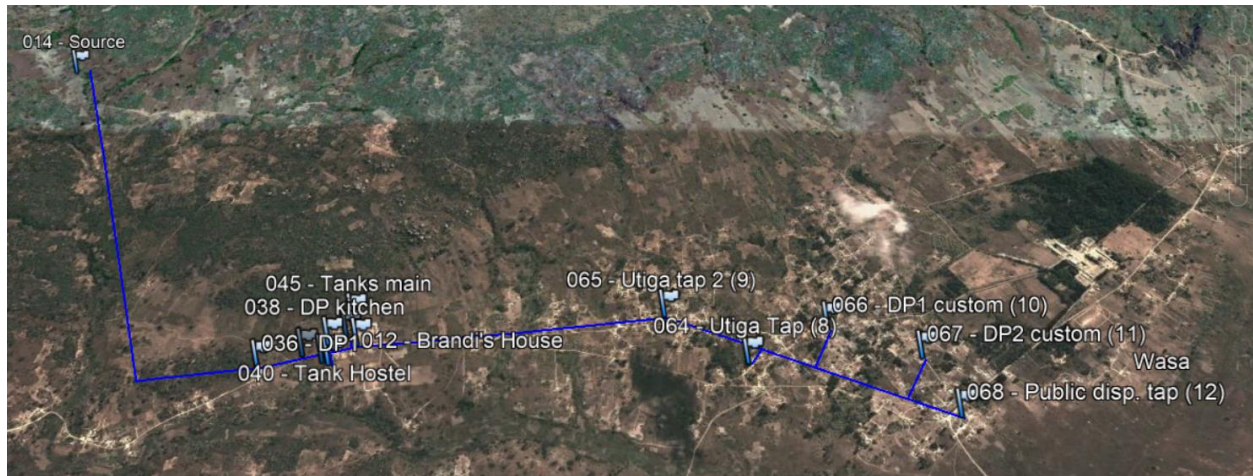 014 - Source
045 - Tanks main
065 - Utiga tap 2 (9)
038 - DP kitchen
066 - DP1 custom (10)
064 - Utiga Tap (8)
067 - DP2 custom (11)
036 - DP1
012 - Brandi's House
Wasa
040 - Tank Hostel
068 - Public disp. tap (12)